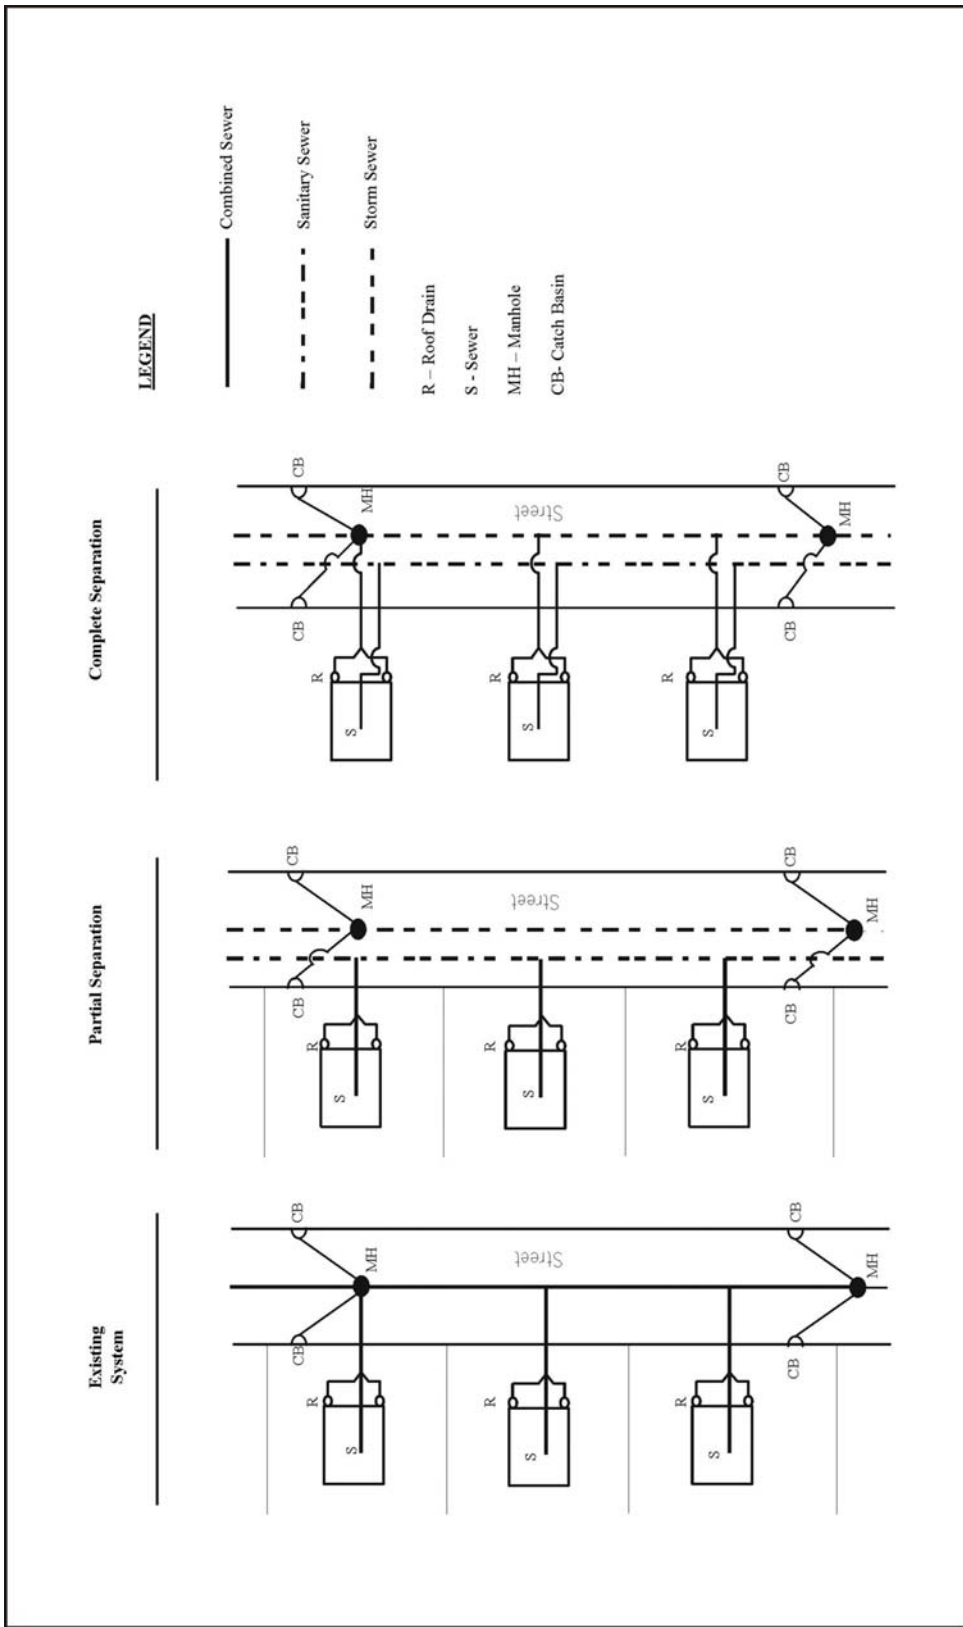 Existing
System
Partial Separation
Complete Separation
LEGEND
Combined Sewer
Sanitary Sewer
Storm Sewer
R – Roof Drain
S - Sewer
MH – Manhole
CB- Catch Basin
CB
CB
MH
R
S
Street
R
S
R
S
CB
CB
MH
CB
CB
MH
R
S
Street
R
S
R
S
CB
CB
MH
CB
CB
MH
R
S
Street
R
S
R
S
CB
CB
MH